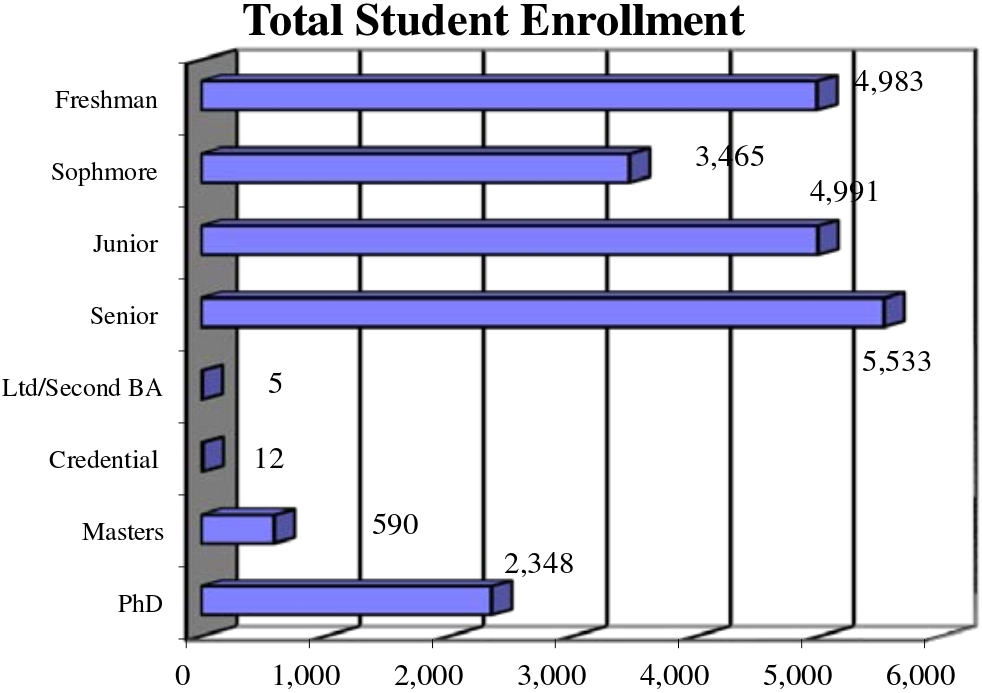 Total Student Enrollment
Freshman 4,983
Sophmore 3,465
Junior 4,991
Senior 5,533
Ltd/Second BA 5
Credential 12
Masters 590
PhD 2,348
0 1,000 2,000 3,000 4,000 5,000 6,000